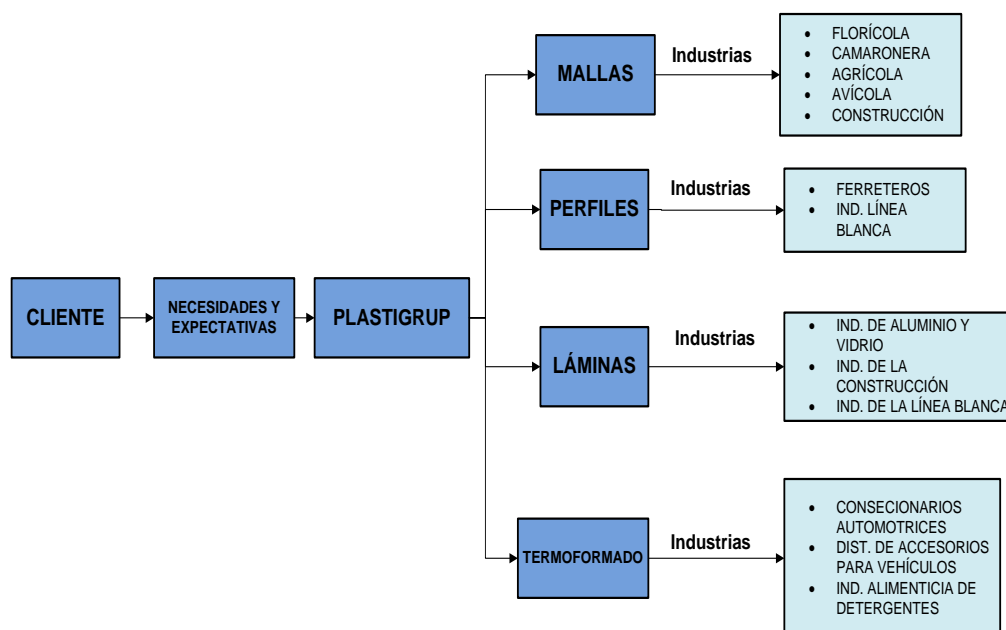 CLIENTE
NECESIDADES Y
EXPECTATIVAS
PLASTIGRUP
MALLAS
Industrias
• FLORÍCOLA
• CAMARONERA
• AGRÍCOLA
• AVÍCOLA
• CONSTRUCCIÓN
PERFILES
Industrias
• FERRETEROS
• IND. LÍNEA
BLANCA
LÁMINAS
Industrias
• IND. DE ALUMINIO Y
VIDRIO
• IND. DE LA
CONSTRUCCIÓN
• IND. DE LA LÍNEA BLANCA
TERMOFORMADO
Industrias
• CONSECIONARIOS
AUTOMOTRICES
• DIST. DE ACCESORIOS
PARA VEHÍCULOS
• IND. ALIMENTICIA DE
DETERGENTES